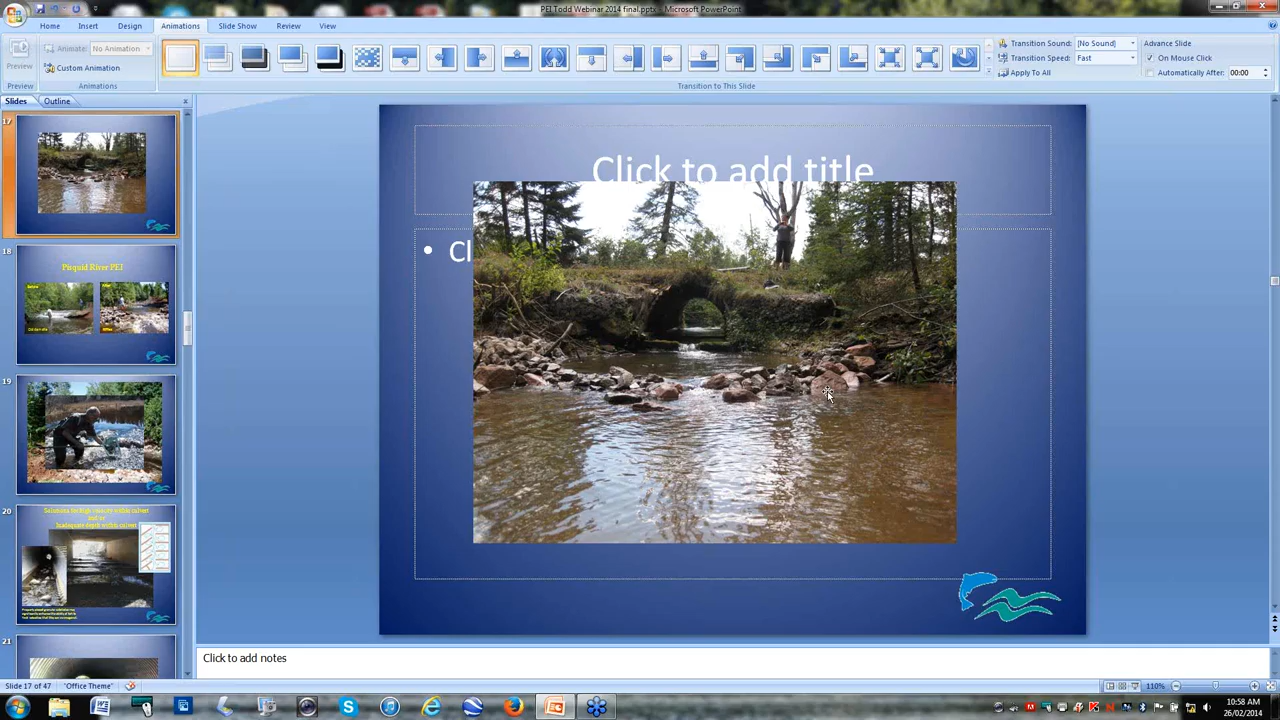 PEI Todd Webinar 2014 final.pptx - Microsoft PowerPoint
Home Insert Design Animations Slide Show Review View
Preview
Animate: No Animation
Custom Animation
Transition Sound: [No Sound]
Transition Speed: Fast
Apply To All
Advance Slide
On Mouse Click
Automatically After: 00:00
Preview Animations Transition To This Slide
Slides Outline
17
18
Pisquid River PEI
19
20
21
Click to add title
Cl
Click to add notes
Slide 17 of 47 "Office Theme" 110%
10:58 AM
26/02/2014